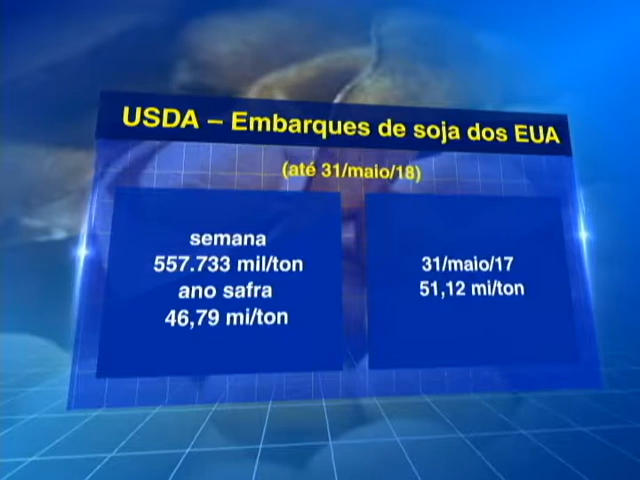 USDA – Embarques de soja dos EUA
(até 31/maio/18)
semana
557.733 mil/ton
ano safra
46,79 mi/ton
31/maio/17
51,12 mi/ton